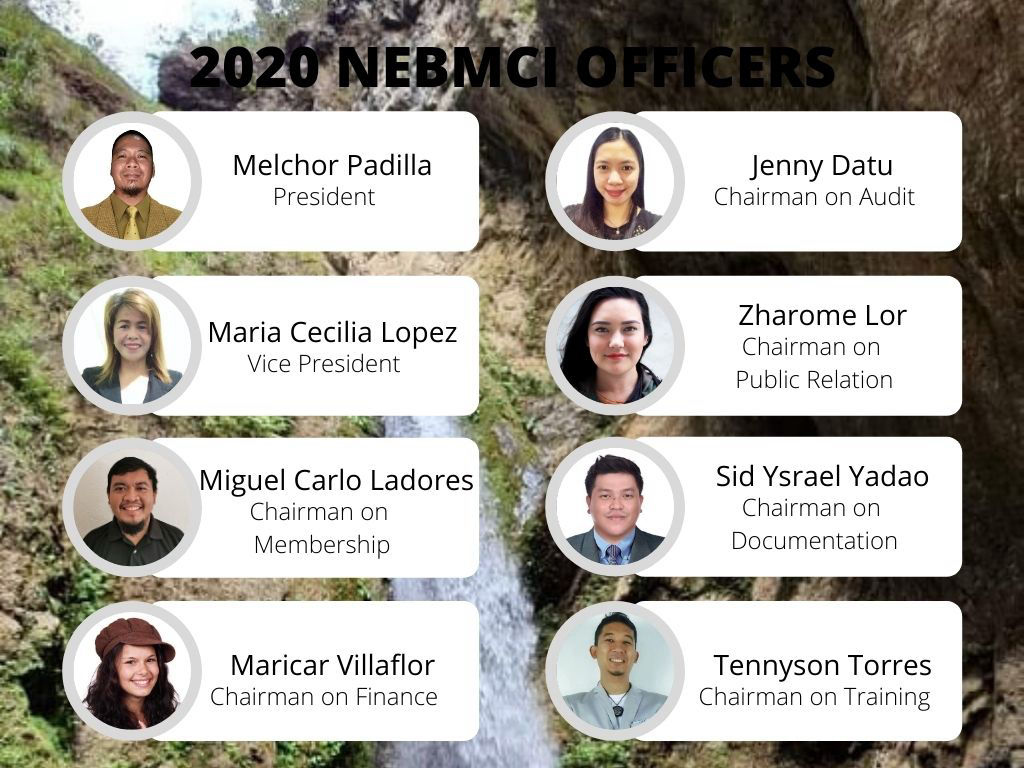 2020 NEBMCI OFFICERS
Melchor Padilla
President
Maria Cecilia Lopez
Vice President
Miguel Carlo Ladores
Chairman on
Membership
Maricar Villaflor
Chairman on Finance
Jenny Datu
Chairman on Audit
Zharome Lor
Chairman on
Public Relation
Sid Ysrael Yadao
Chairman on
Documentation
Tennyson Torres
Chairman on Training